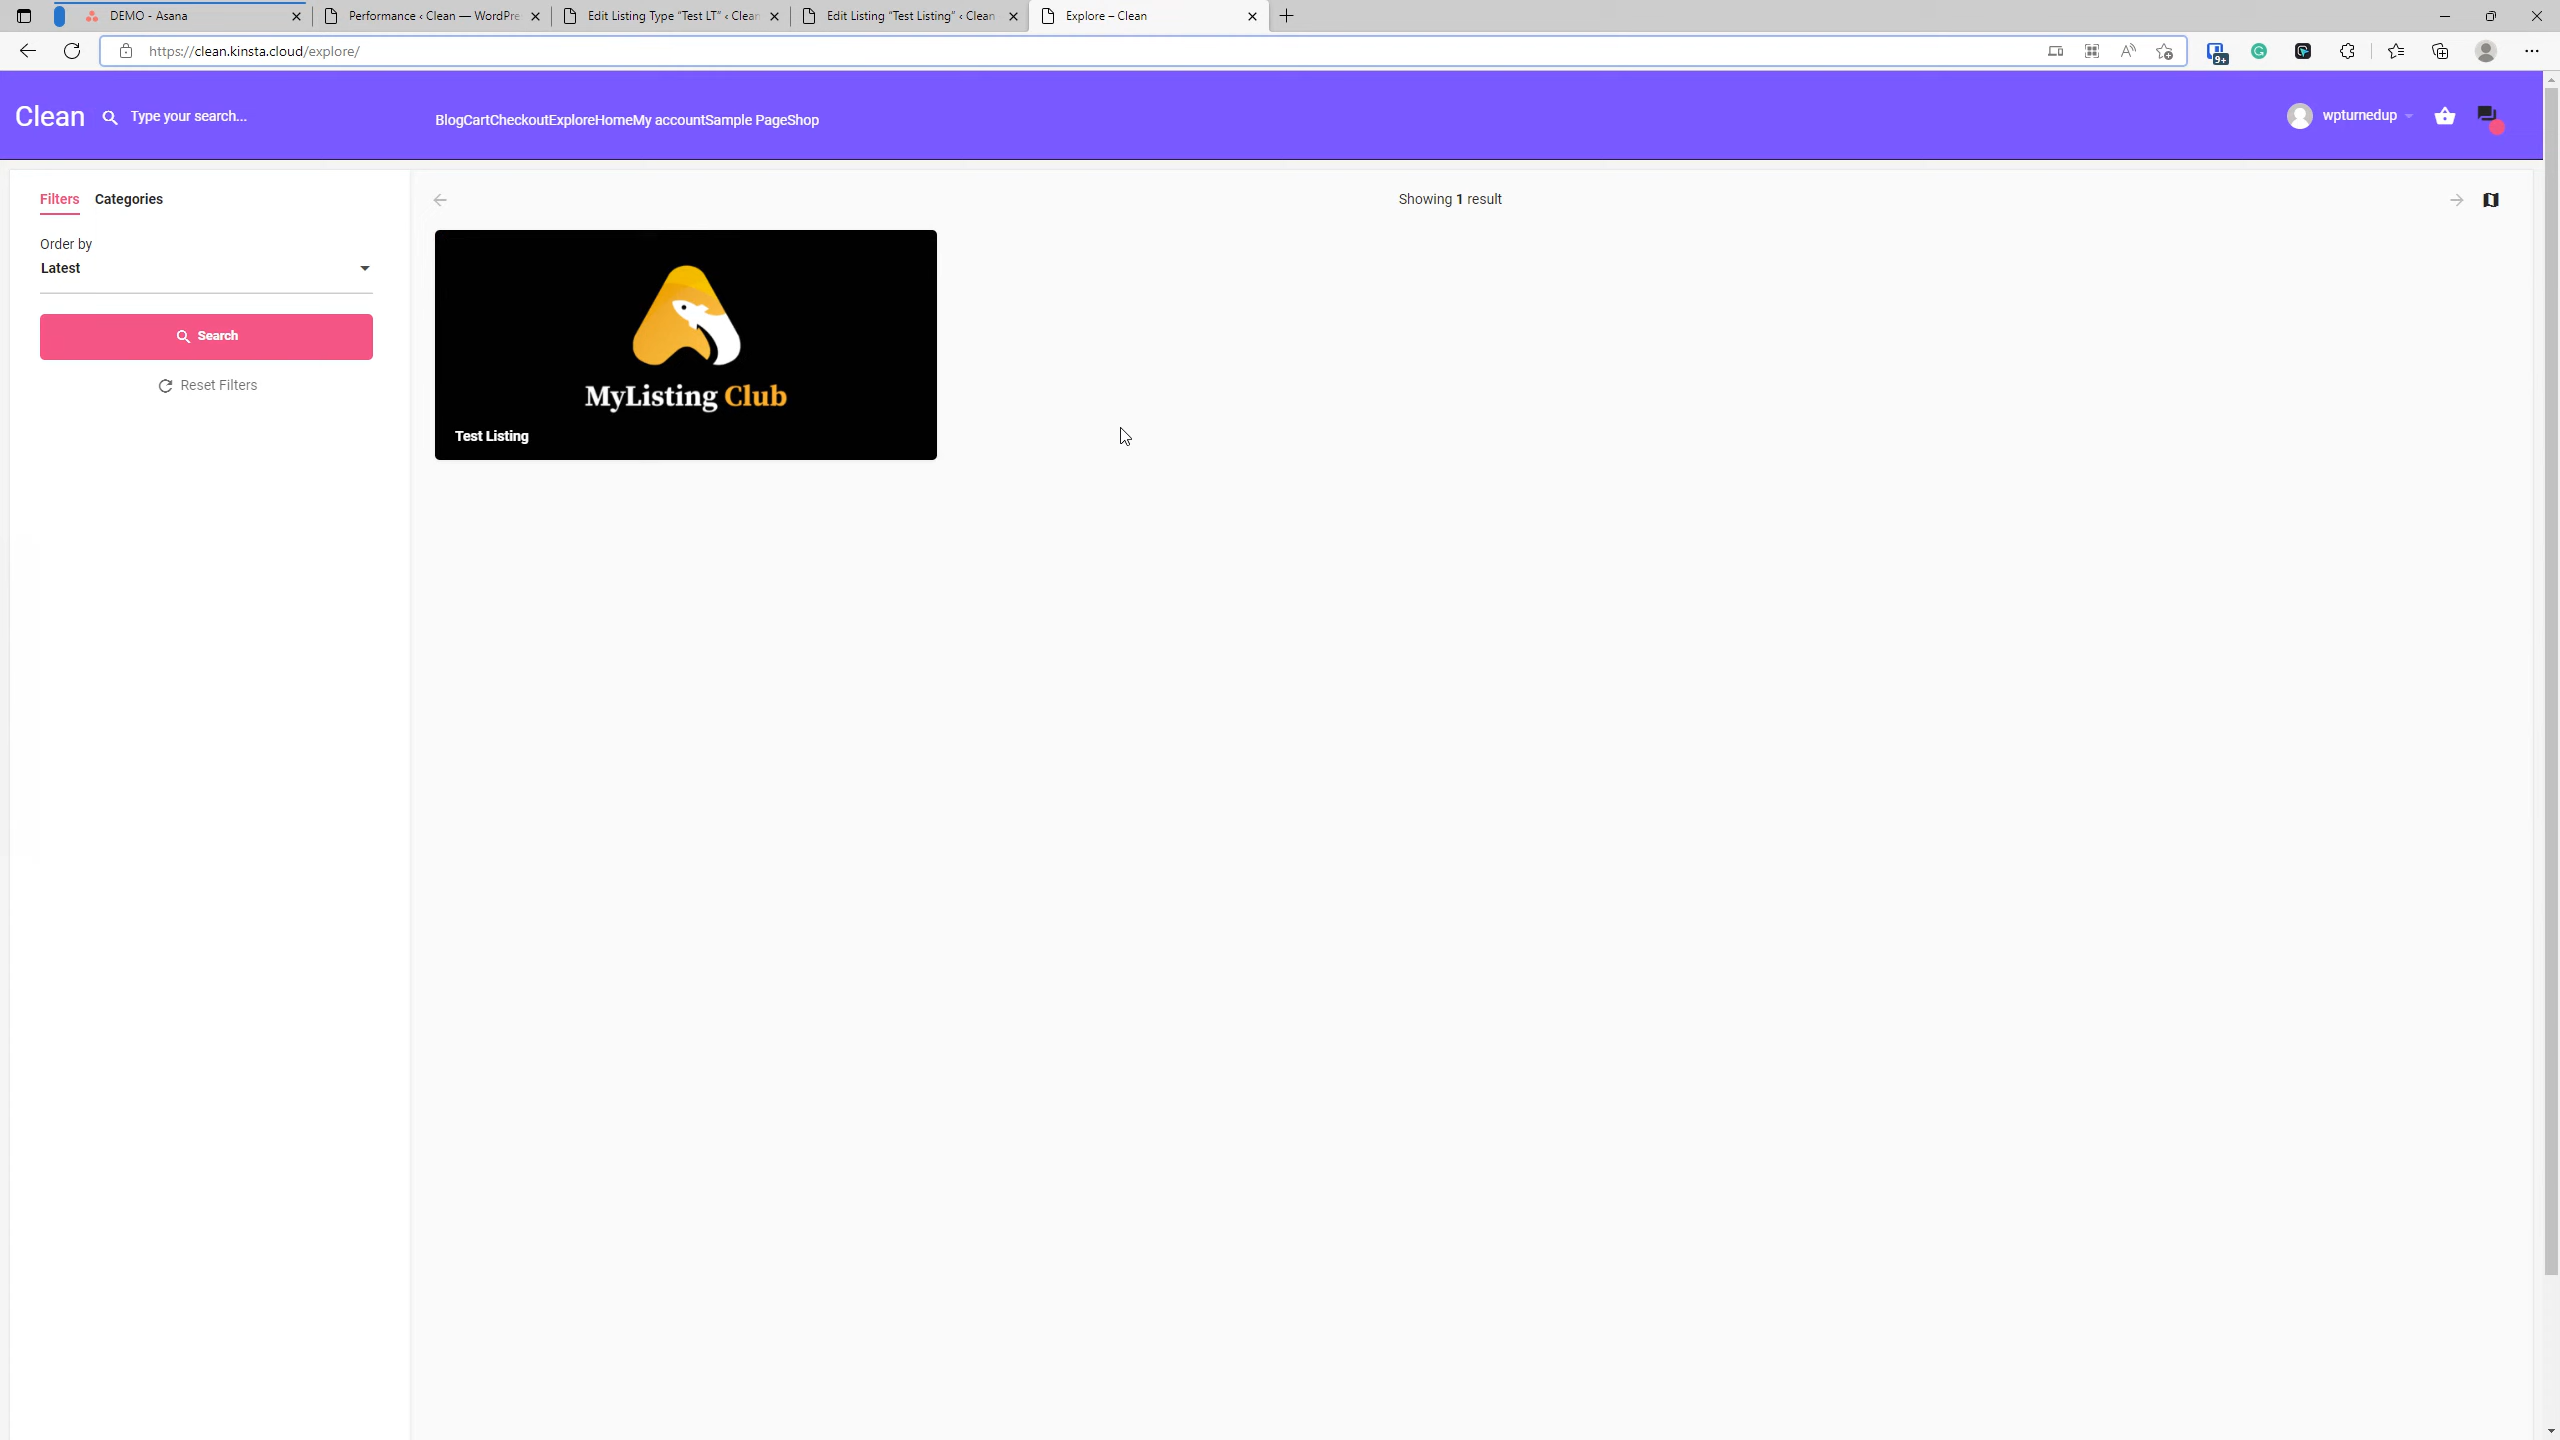 DEMO - Asana
Performance ‹ Clean — WordPre
Edit Listing Type “Test LT” ‹ Clean
Edit Listing “Test Listing” ‹ Clean
Explore – Clean
https://clean.kinsta.cloud/explore/
9+
Clean
Type your search...
BlogCartCheckoutExploreHomeMy accountSample PageShop
wpturnedup
Filters
Categories
Showing 1 result
Order by
Latest
Search
Reset Filters
MyListing Club
Test Listing